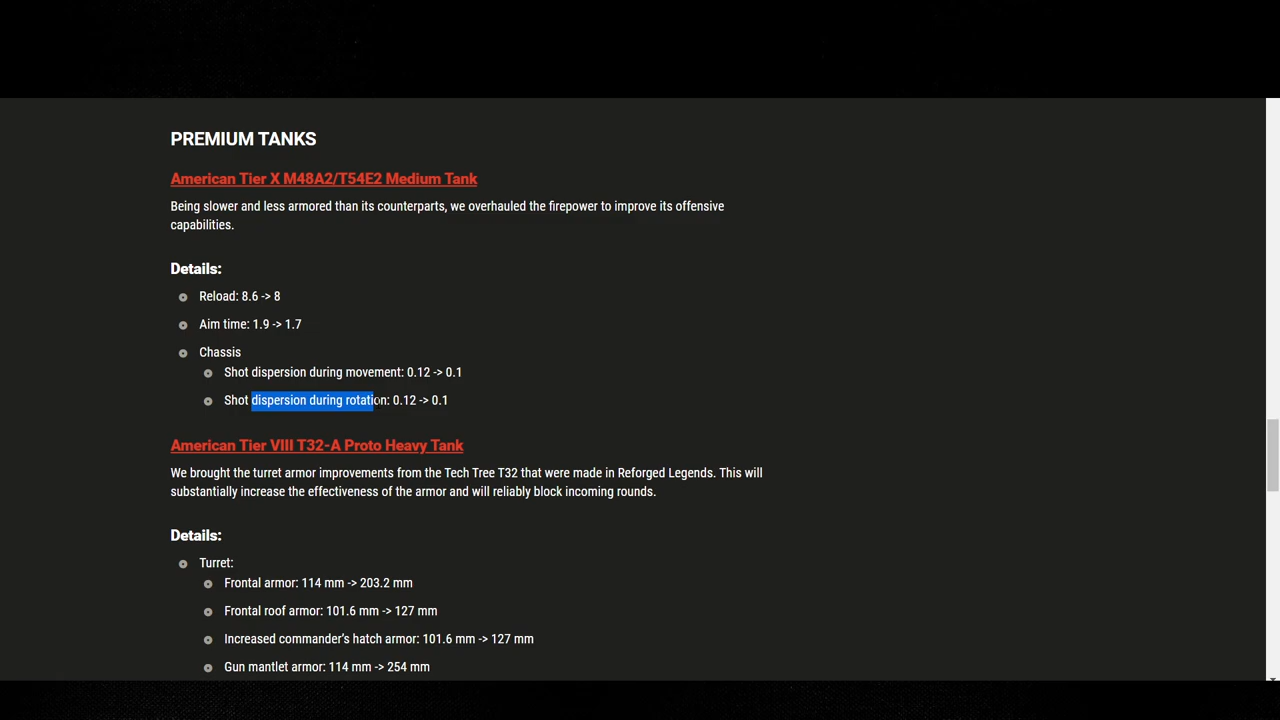 PREMIUM TANKS
American Tier X M48A2/T54E2 Medium Tank
Being slower and less armored than its counterparts, we overhauled the firepower to improve its offensive
capabilities.
Details:
Reload: 8.6 -> 8
Aim time: 1.9 -> 1.7
Chassis
Shot dispersion during movement: 0.12 -> 0.1
Shot dispersion during rotation: 0.12 -> 0.1
American Tier VIII T32-A Proto Heavy Tank
We brought the turret armor improvements from the Tech Tree T32 that were made in Reforged Legends. This will
substantially increase the effectiveness of the armor and will reliably block incoming rounds.
Details:
Turret:
Frontal armor: 114 mm -> 203.2 mm
Frontal roof armor: 101.6 mm -> 127 mm
Increased commander's hatch armor: 101.6 mm -> 127 mm
Gun mantlet armor: 114 mm -> 254 mm